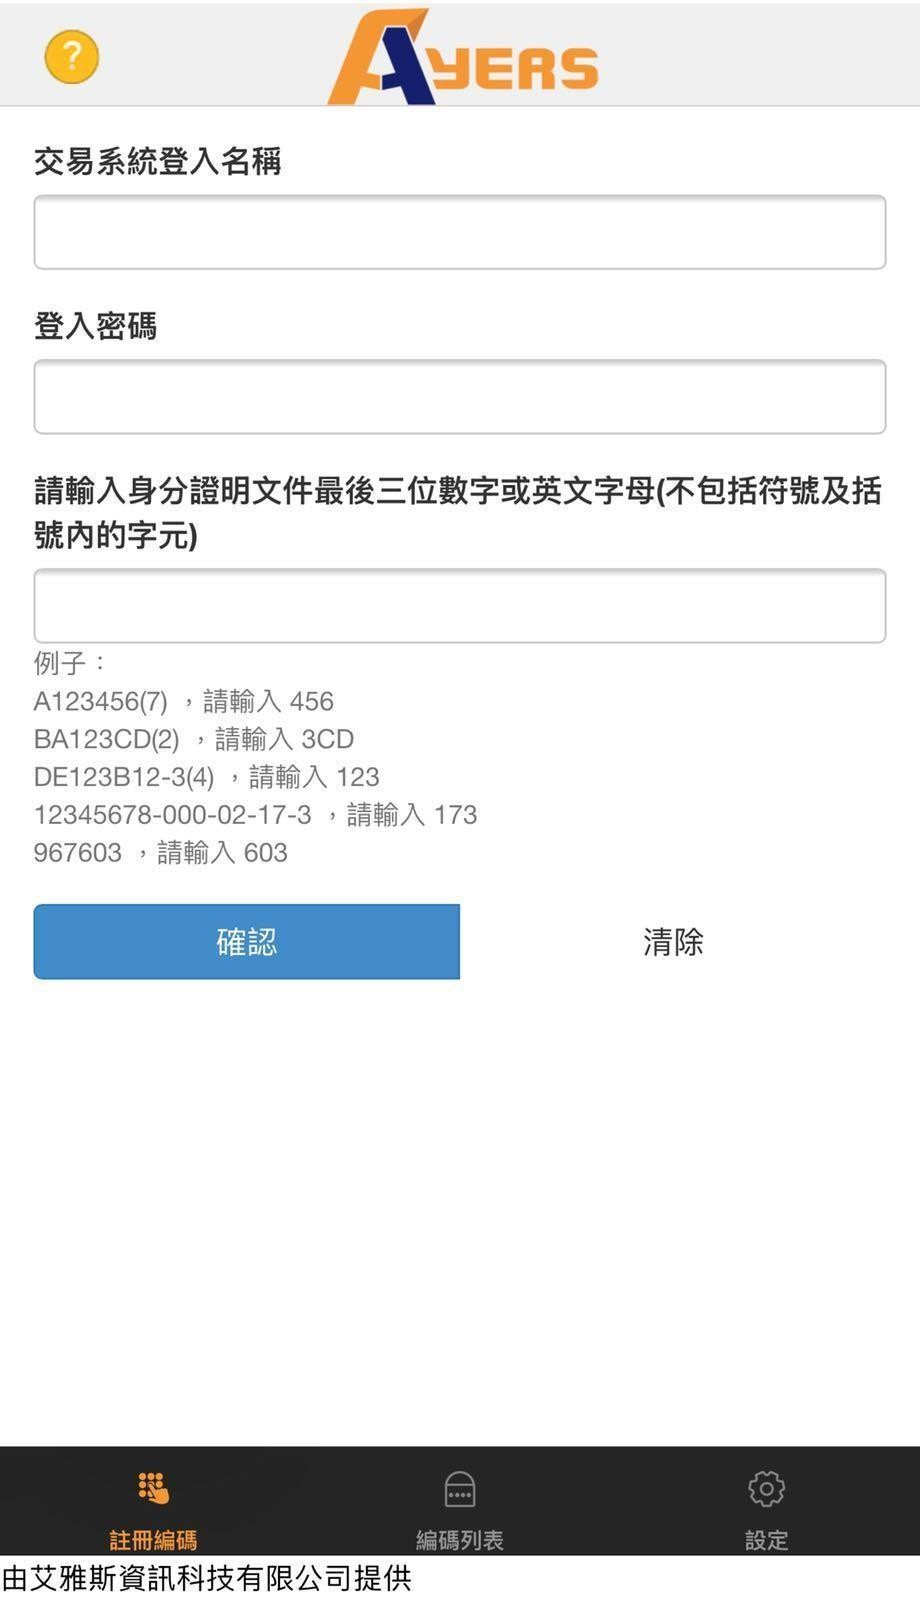 ?
AYERS
交易系統登入名稱
登入密碼
請輸入身分證明文件最後三位數字或英文字母(不包括符號及括
號內的字元)
例子：
A123456(7) ，請輸入 456
BA123CD(2) ，請輸入 3CD
DE123B12-3(4) ，請輸入 123
12345678-000-02-17-3 ，請輸入 173
967603 ，請輸入 603
確認 清除
註冊編碼 編碼列表 設定
由艾雅斯資訊科技有限公司提供